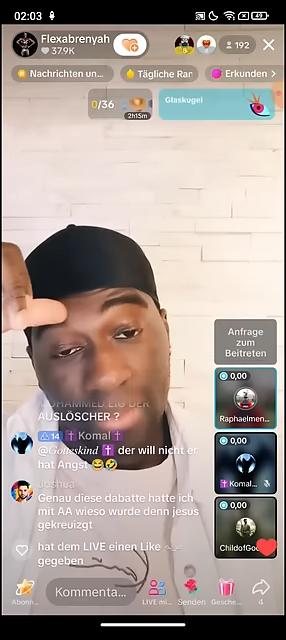 02:03
49
Flexabrenyah
37.9K
192
Nachrichten un...
Tägliche Ran
Erkunden
0/36
2h15m
Glaskugel
Anfrage
zum
Beitreten
0,00
Raphaelmen...
0,00
Komal...
0,00
ChildofGo
AUSLÖSCHER ?
14 Komal
@Gotteskind der will nicht er
hat Angst
Joshua
Genau diese dabatte hatte ich
mit AA wieso wurde denn jesus
gekreuizgt
hat dem LIVE einen Like
gegeben
Abonn...
Kommenta...
LIVE mi...
Senden
Gesche...
4